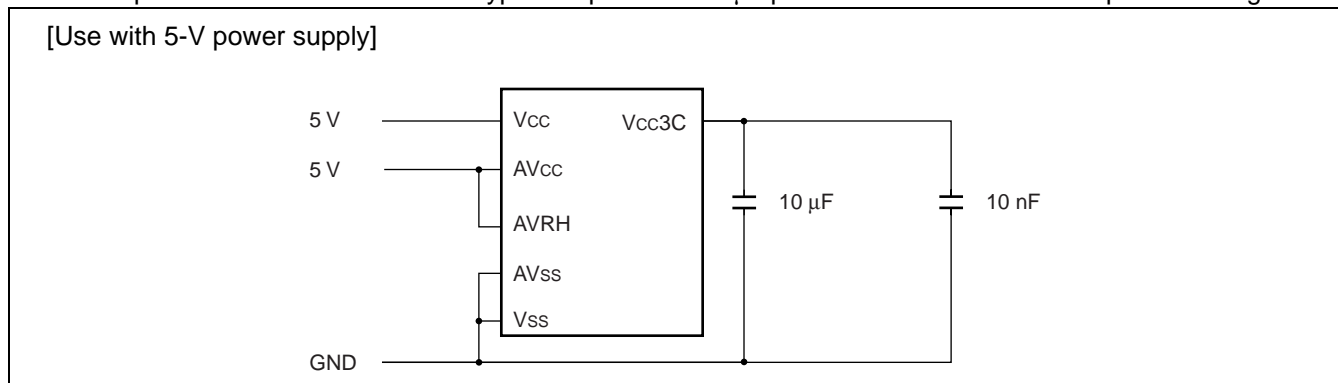 [Use with 5-V power supply]
5 V Vcc Vcc3C
5 V AVcc
10 μF 10 nF
AVRH
AVss
Vss
GND